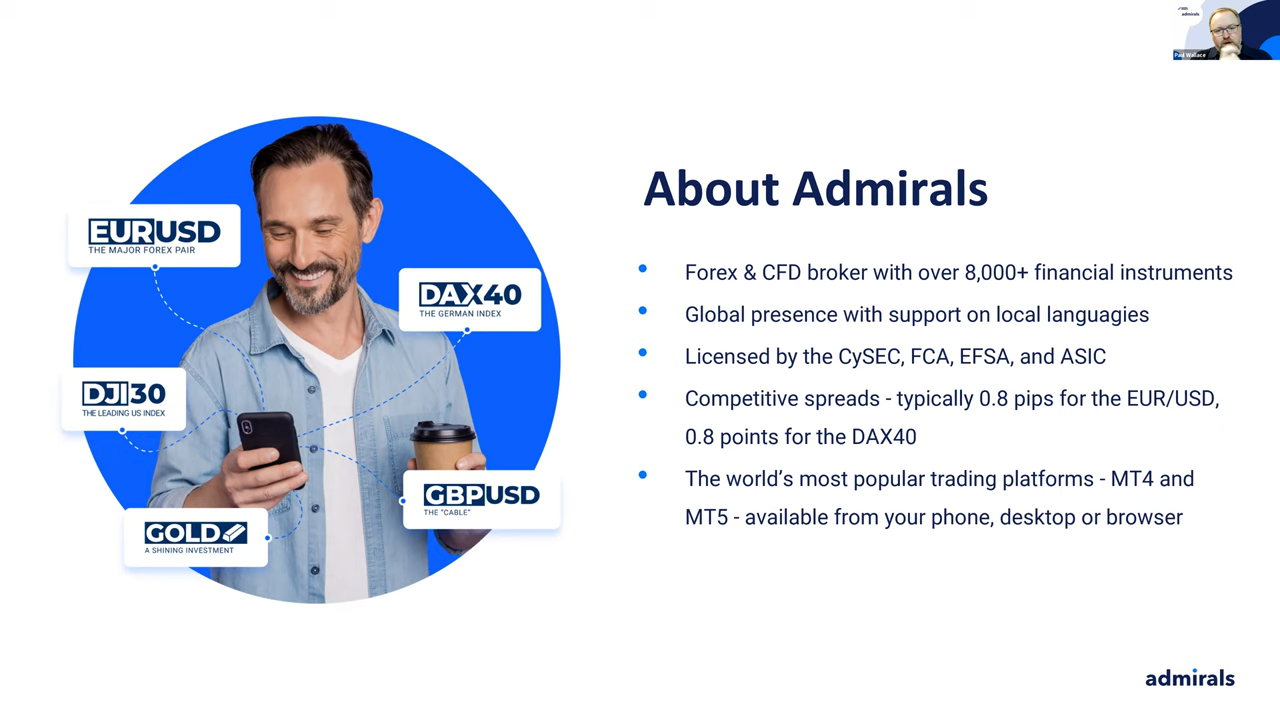 admirals
Paul Wallace
About Admirals
EURUSD
THE MAJOR FOREX PAIR
DAX40
THE GERMAN INDEX
DJI30
THE LEADING US INDEX
GBPUSD
THE "CABLE"
GOLD
A SHINING INVESTMENT
Forex & CFD broker with over 8,000+ financial instruments
Global presence with support on local languagies
Licensed by the CySEC, FCA, EFSA, and ASIC
Competitive spreads - typically 0.8 pips for the EUR/USD,
0.8 points for the DAX40
The world's most popular trading platforms - MT4 and
MT5 - available from your phone, desktop or browser
admirals